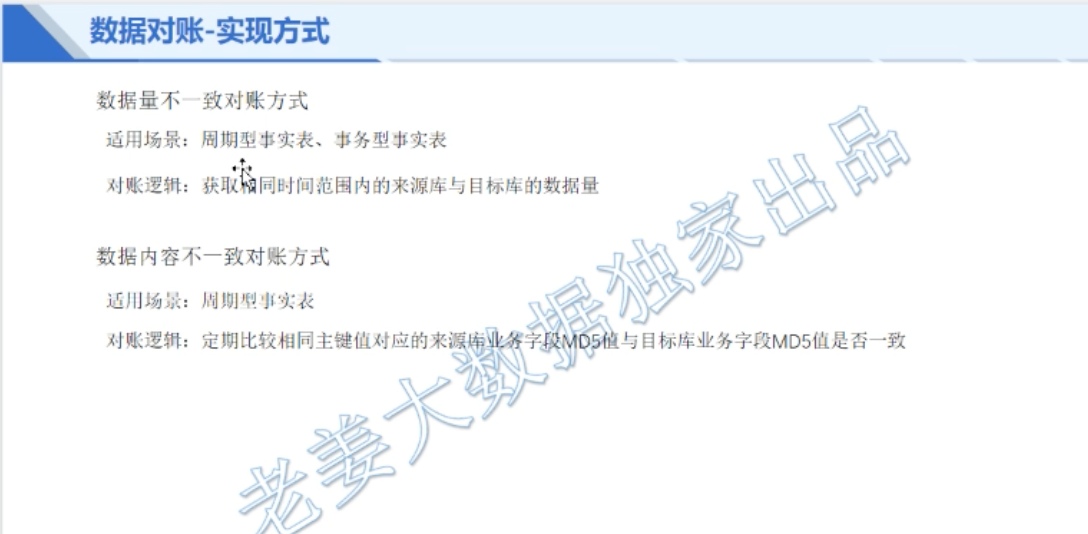 数据对账-实现方式
数据量不一致对账方式
适用场景：周期型事实表、事务型事实表
对账逻辑：获取相同时间范围内的来源库与目标库的数据量
数据内容不一致对账方式
适用场景：周期型事实表
对账逻辑：定期比较相同主键值对应的来源库业务字段MD5值与目标库业务字段MD5值是否一致
老姜大数据独家出品